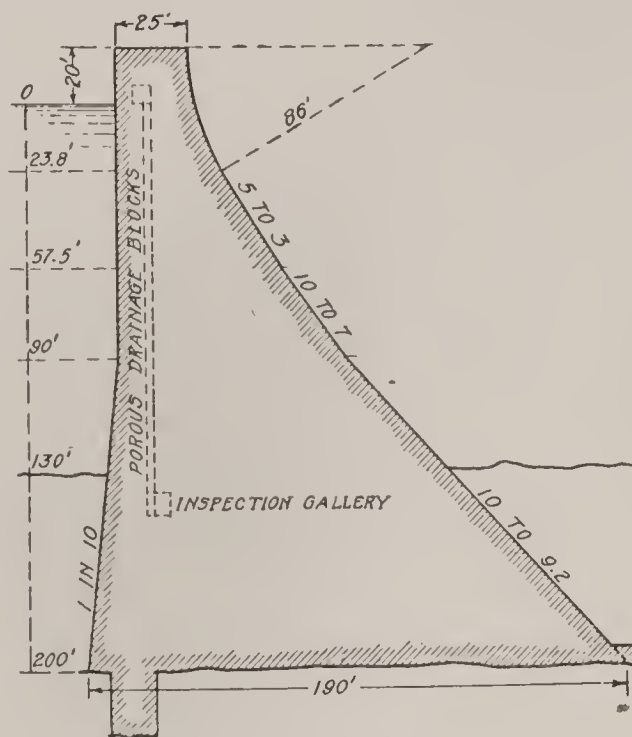 25'
20'
0
86'
23.8'
5 TO 3
57.5'
POROUS DRAINAGE BLOCKS
10 TO 7
90'
130'
INSPECTION GALLERY
10 TO 9.2
1 IN 10
200'
190'